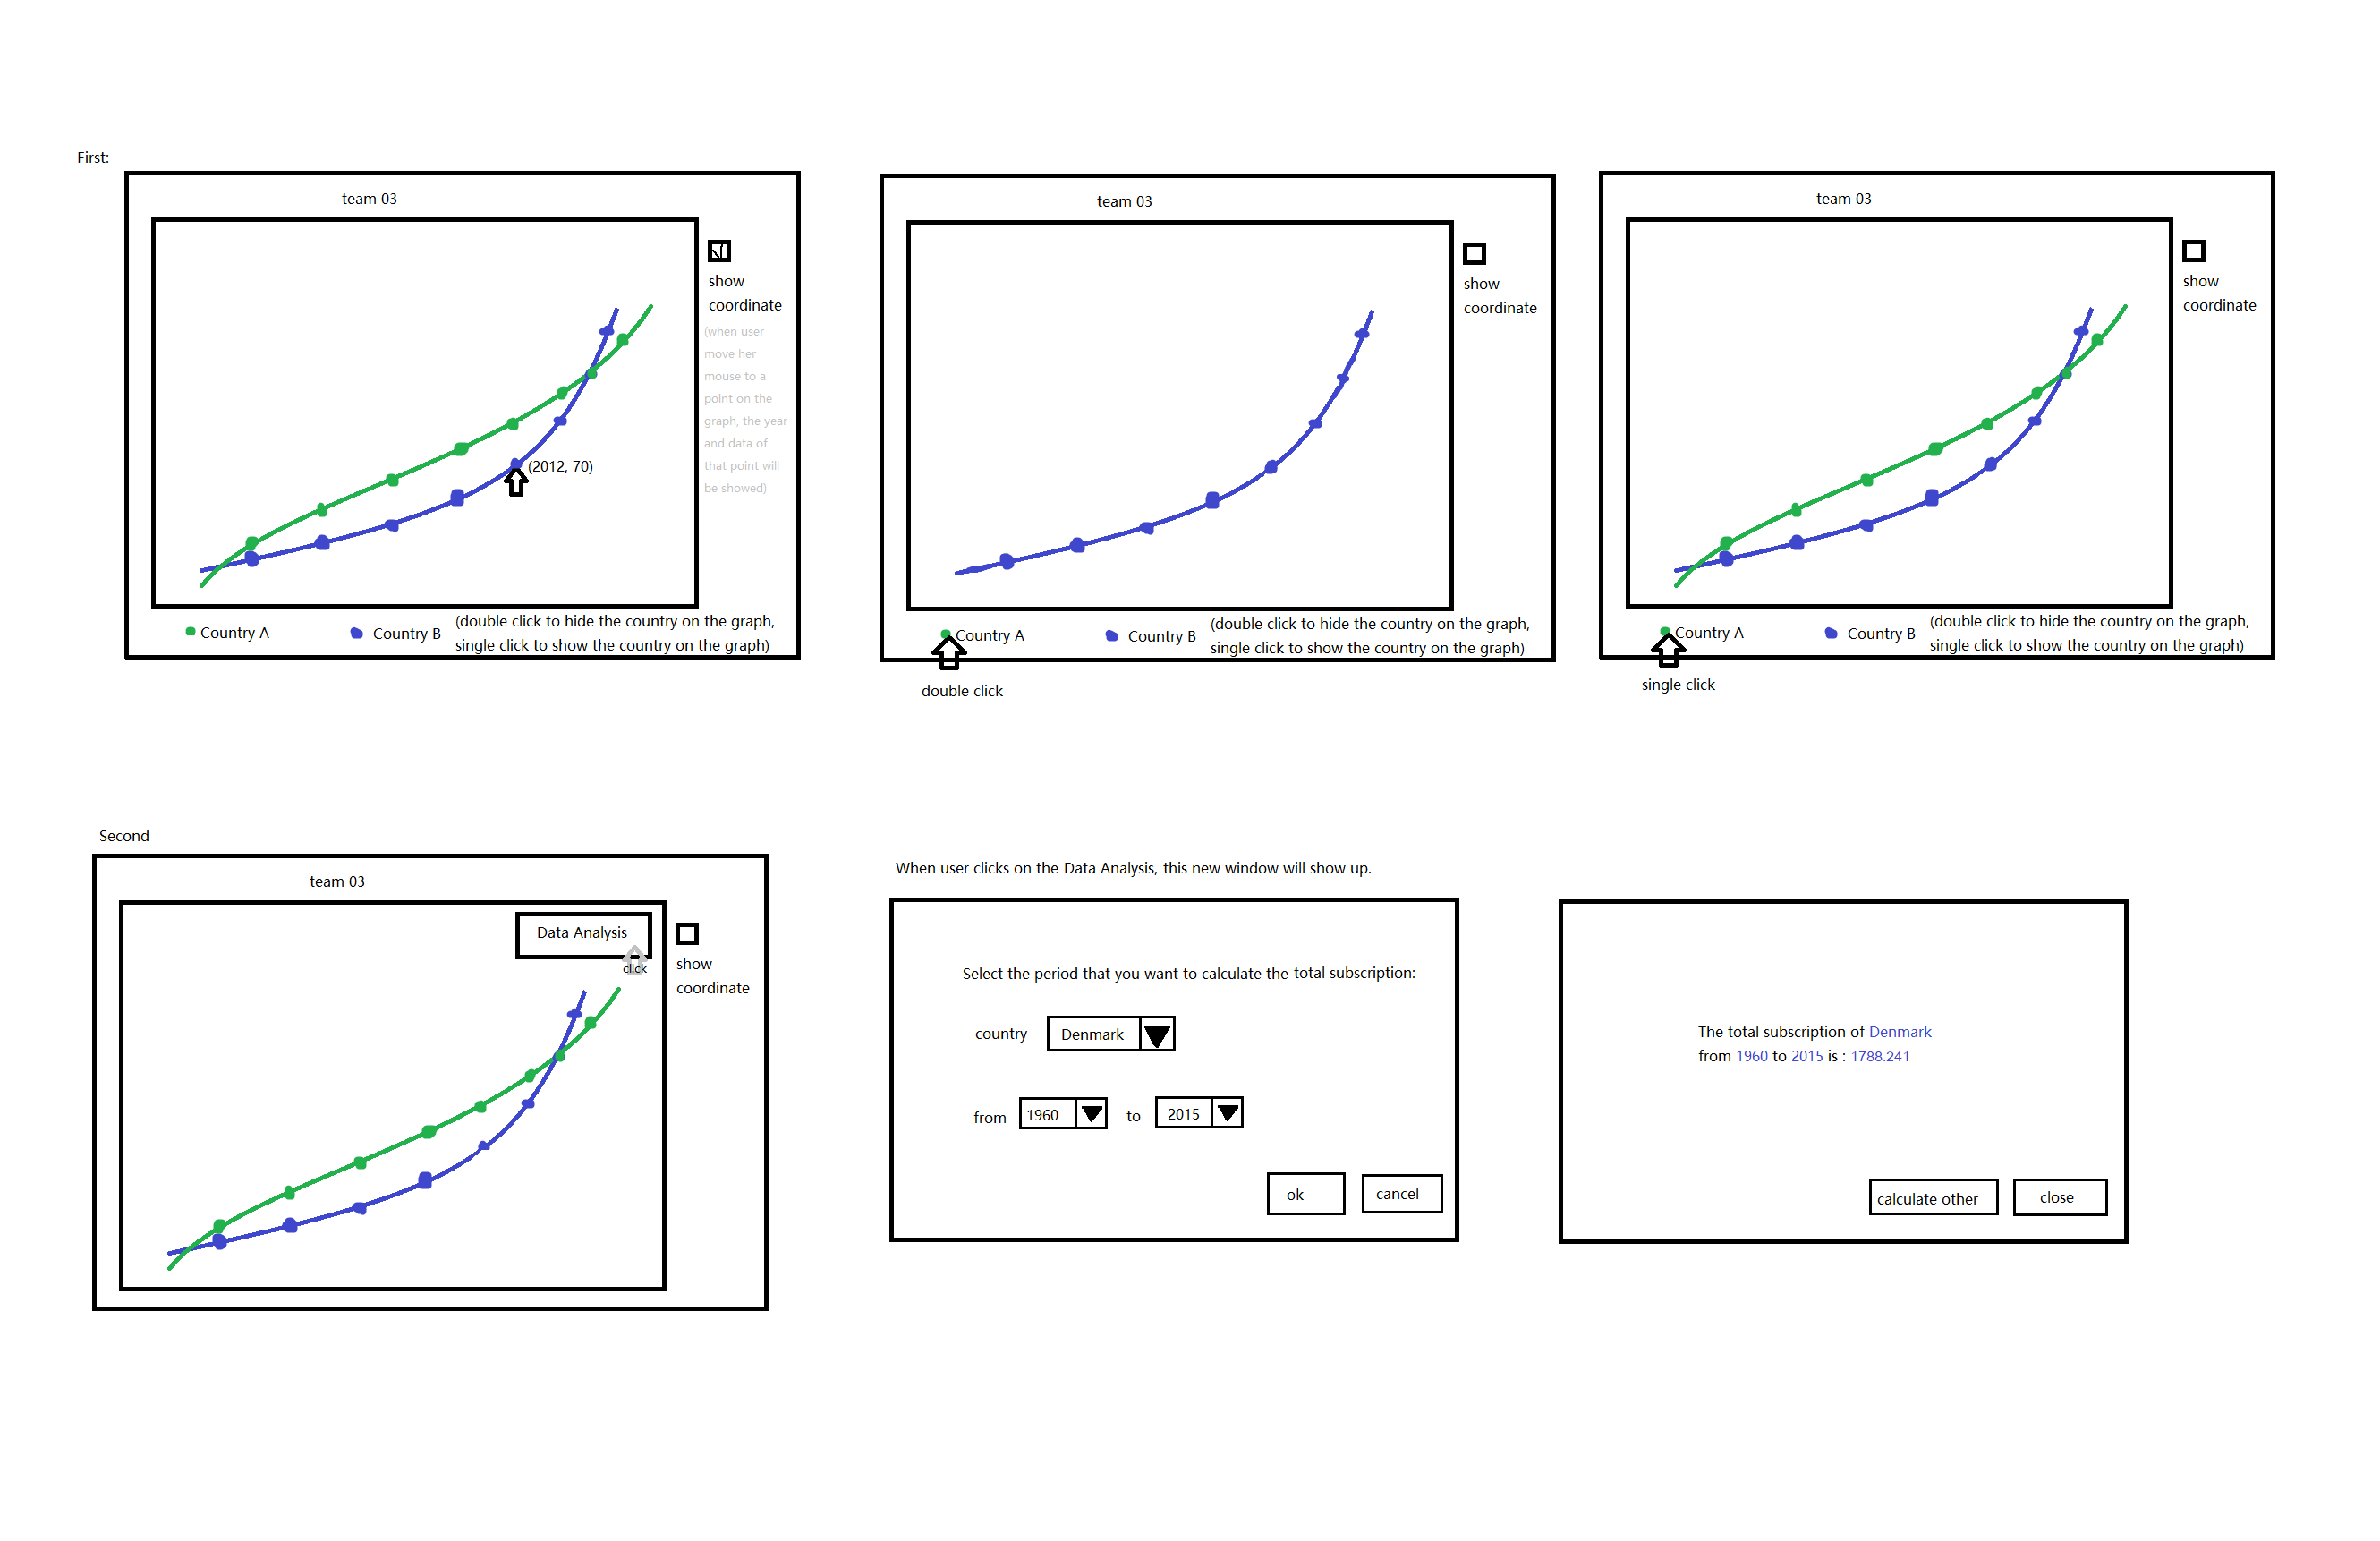 First:
team 03
show
coordinate
(when user
move her
mouse to a
point on the
graph, the year
and data of
that point will
be showed)
(2012, 70)
Country A
Country B
(double click to hide the country on the graph,
single click to show the country on the graph)
team 03
show
coordinate
Country A
Country B
(double click to hide the country on the graph,
single click to show the country on the graph)
double click
team 03
show
coordinate
Country A
Country B
(double click to hide the country on the graph,
single click to show the country on the graph)
single click
Second
team 03
Data Analysis
click
show
coordinate
When user clicks on the Data Analysis, this new window will show up.
Select the period that you want to calculate the total subscription:
country Denmark
from 1960 to 2015
ok cancel
The total subscription of Denmark
from 1960 to 2015 is : 1788.241
calculate other close